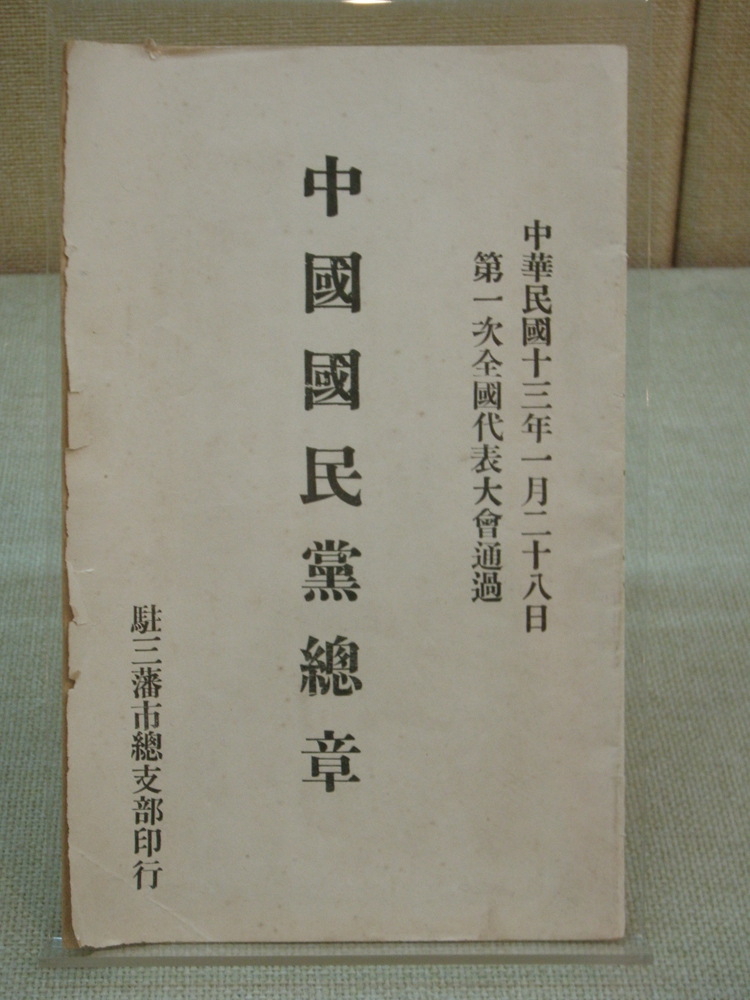 中華民國十三年一月二十八日
第一次全國代表大會通過
中國國民黨總章
駐三藩市總支部印行